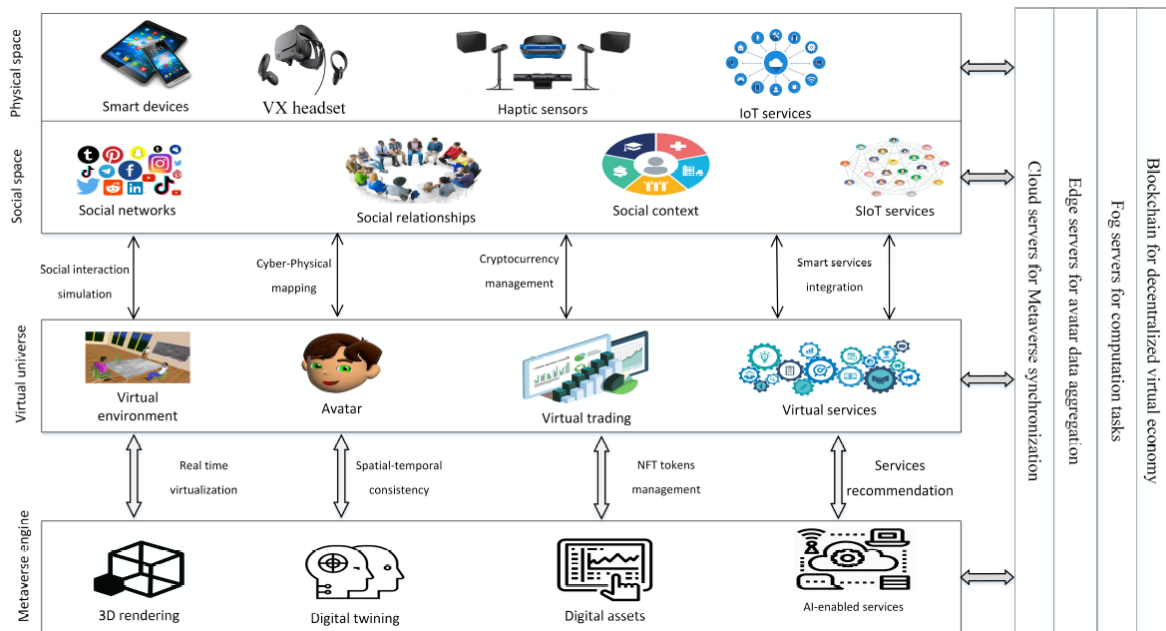 Physical space
Smart devices
VX headset
Haptic sensors
IoT services
Social space
Social networks
Social relationships
Social context
SIoT services
Social interaction
simulation
Cyber-Physical
mapping
Cryptocurrency
management
Smart services
integration
Virtual universe
Virtual
environment
Avatar
Virtual trading
Virtual services
Real time
virtualization
Spatial-temporal
consistency
NFT tokens
management
Services
recommendation
Metaverse engine
3D rendering
Digital twining
Digital assets
AI-enabled services
Cloud servers for Metaverse synchronization
Edge servers for avatar data aggregation
Fog servers for computation tasks
Blockchain for decentralized virtual economy